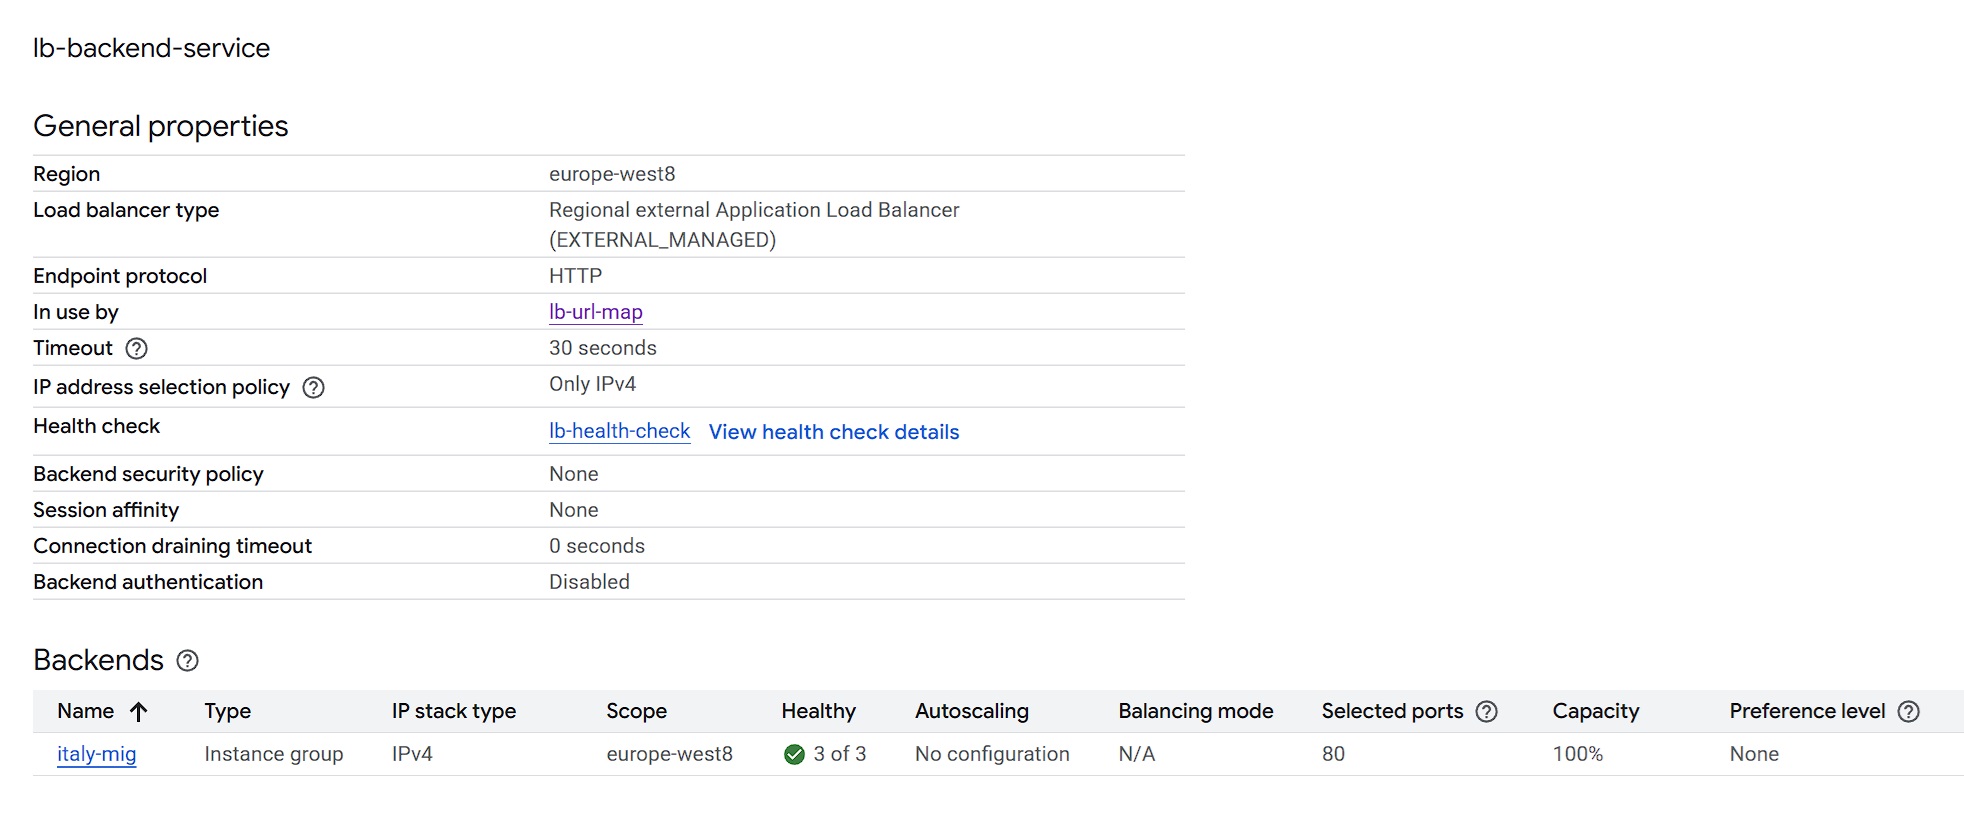 lb-backend-service
General properties
Region europe-west8
Load balancer type Regional external Application Load Balancer
(EXTERNAL_MANAGED)
Endpoint protocol HTTP
In use by lb-url-map
Timeout 30 seconds
IP address selection policy Only IPv4
Health check lb-health-check View health check details
Backend security policy None
Session affinity None
Connection draining timeout 0 seconds
Backend authentication Disabled
Backends
Name Type IP stack type Scope Healthy Autoscaling Balancing mode Selected ports Capacity Preference level
italy-mig Instance group IPv4 europe-west8 3 of 3 No configuration N/A 80 100% None